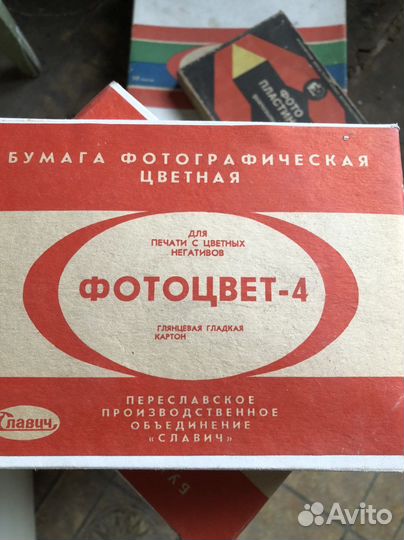 ФОТО
ПЛАСТИН
БУМАГА ФОТОГРАФИЧЕСКАЯ
ЦВЕТНАЯ
ДЛЯ
ПЕЧАТИ С ЦВЕТНЫХ
НЕГАТИВОВ
ФОТОЦВЕТ-4
ГЛЯНЦЕВАЯ ГЛАДКАЯ
КАРТОН
Славич
ПЕРЕСЛАВСКОЕ
ПРОИЗВОДСТВЕННОЕ
ОБЪЕДИНЕНИЕ
«СЛАВИЧ»
БУ
Avito